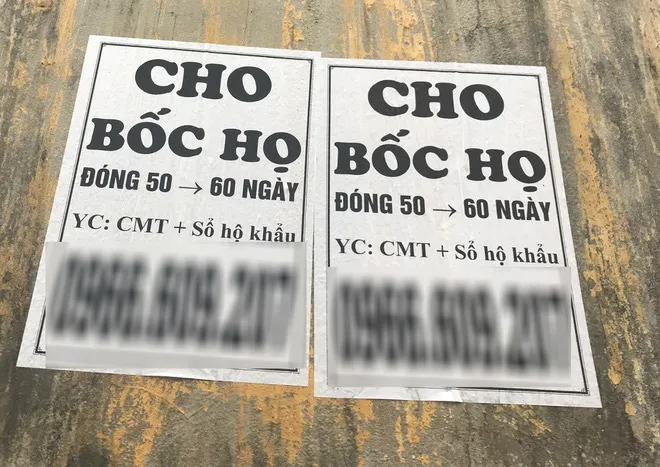 CHO
BỐC HỌ
ĐÓNG 50 → 60 NGÀY
YC: CMT + Sổ hộ khẩu
CHO
BỐC HỌ
ĐÓNG 50 → 60 NGÀY
YC: CMT + Sổ hộ khẩu